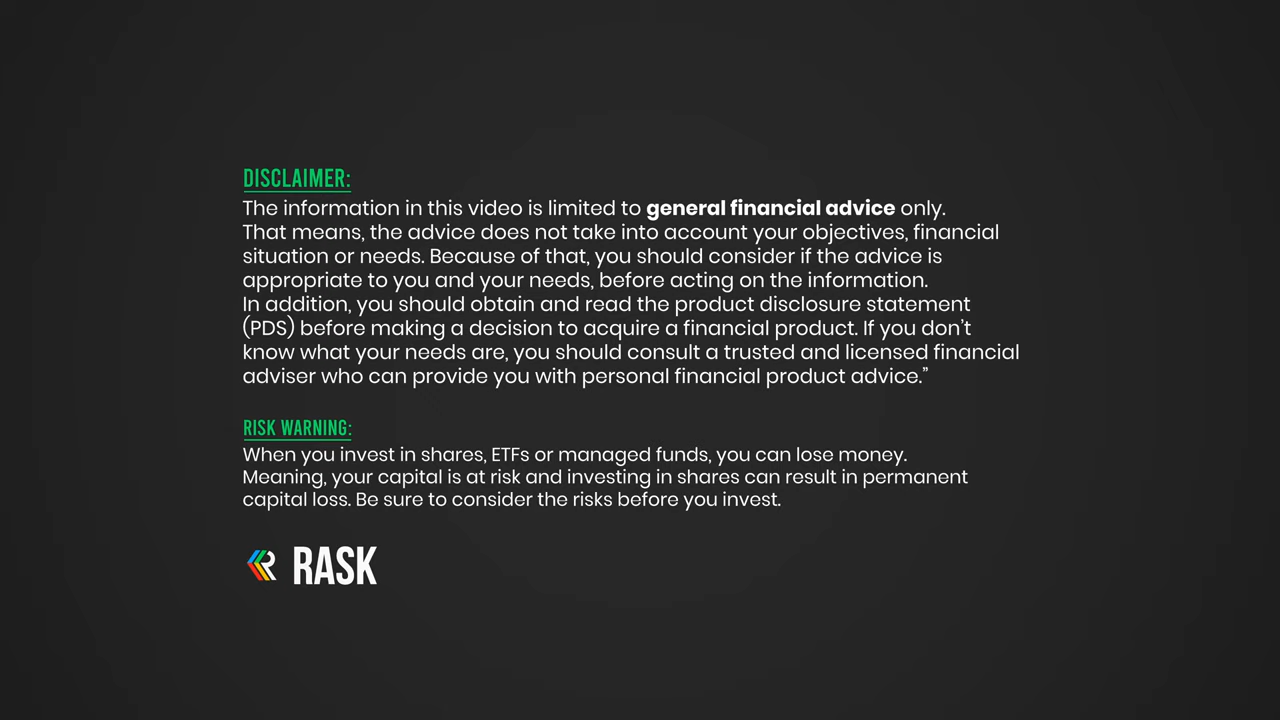 DISCLAIMER:
The information in this video is limited to general financial advice only.
That means, the advice does not take into account your objectives, financial
situation or needs. Because of that, you should consider if the advice is
appropriate to you and your needs, before acting on the information.
In addition, you should obtain and read the product disclosure statement
(PDS) before making a decision to acquire a financial product. If you don’t
know what your needs are, you should consult a trusted and licensed financial
adviser who can provide you with personal financial product advice.”
RISK WARNING:
When you invest in shares, ETFs or managed funds, you can lose money.
Meaning, your capital is at risk and investing in shares can result in permanent
capital loss. Be sure to consider the risks before you invest.
RASK